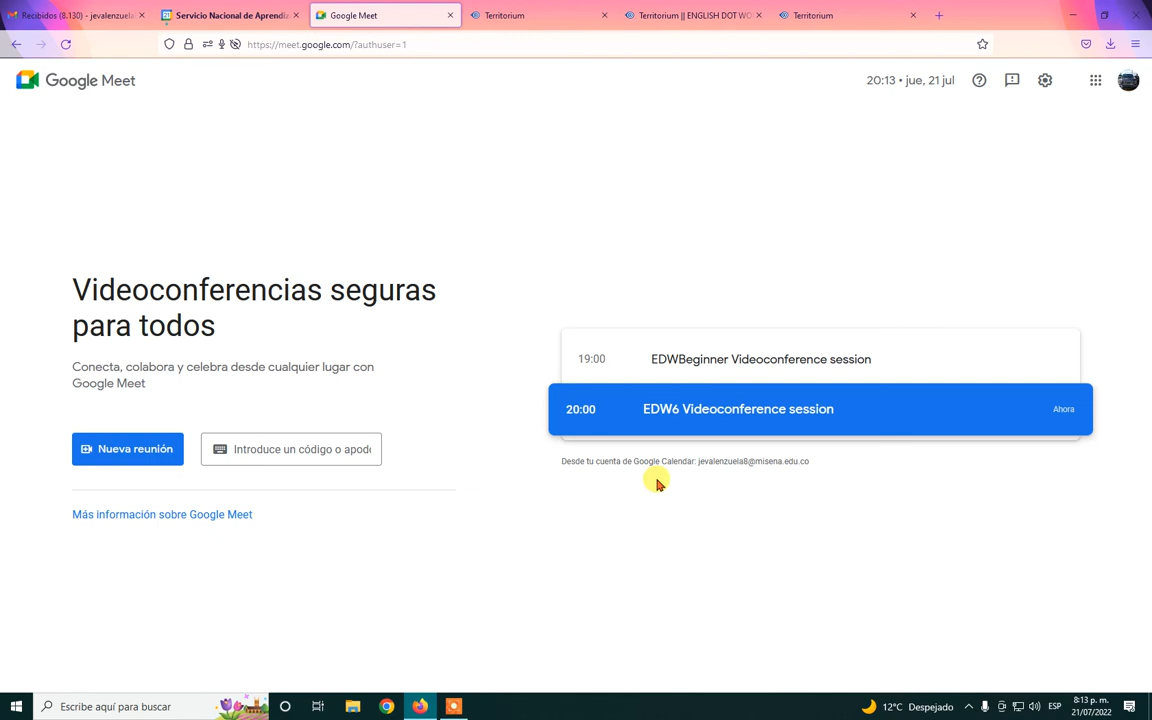 Recibidos (8.130) - jevalenzuela
Servicio Nacional de Aprendiz
Google Meet
Territorium
Territorium || ENGLISH DOT WO
Territorium
https://meet.google.com/?authuser=1
Google Meet
20:13 • jue, 21 jul
Videoconferencias seguras
para todos
Conecta, colabora y celebra desde cualquier lugar con
Google Meet
Nueva reunión
Introduce un código o apodo
Más información sobre Google Meet
19:00
EDWBeginner Videoconference session
20:00
EDW6 Videoconference session
Ahora
Desde tu cuenta de Google Calendar: jevalenzuela8@misena.edu.co
Escribe aquí para buscar
12°C Despejado
ESP
8:13 p. m.
21/07/2022